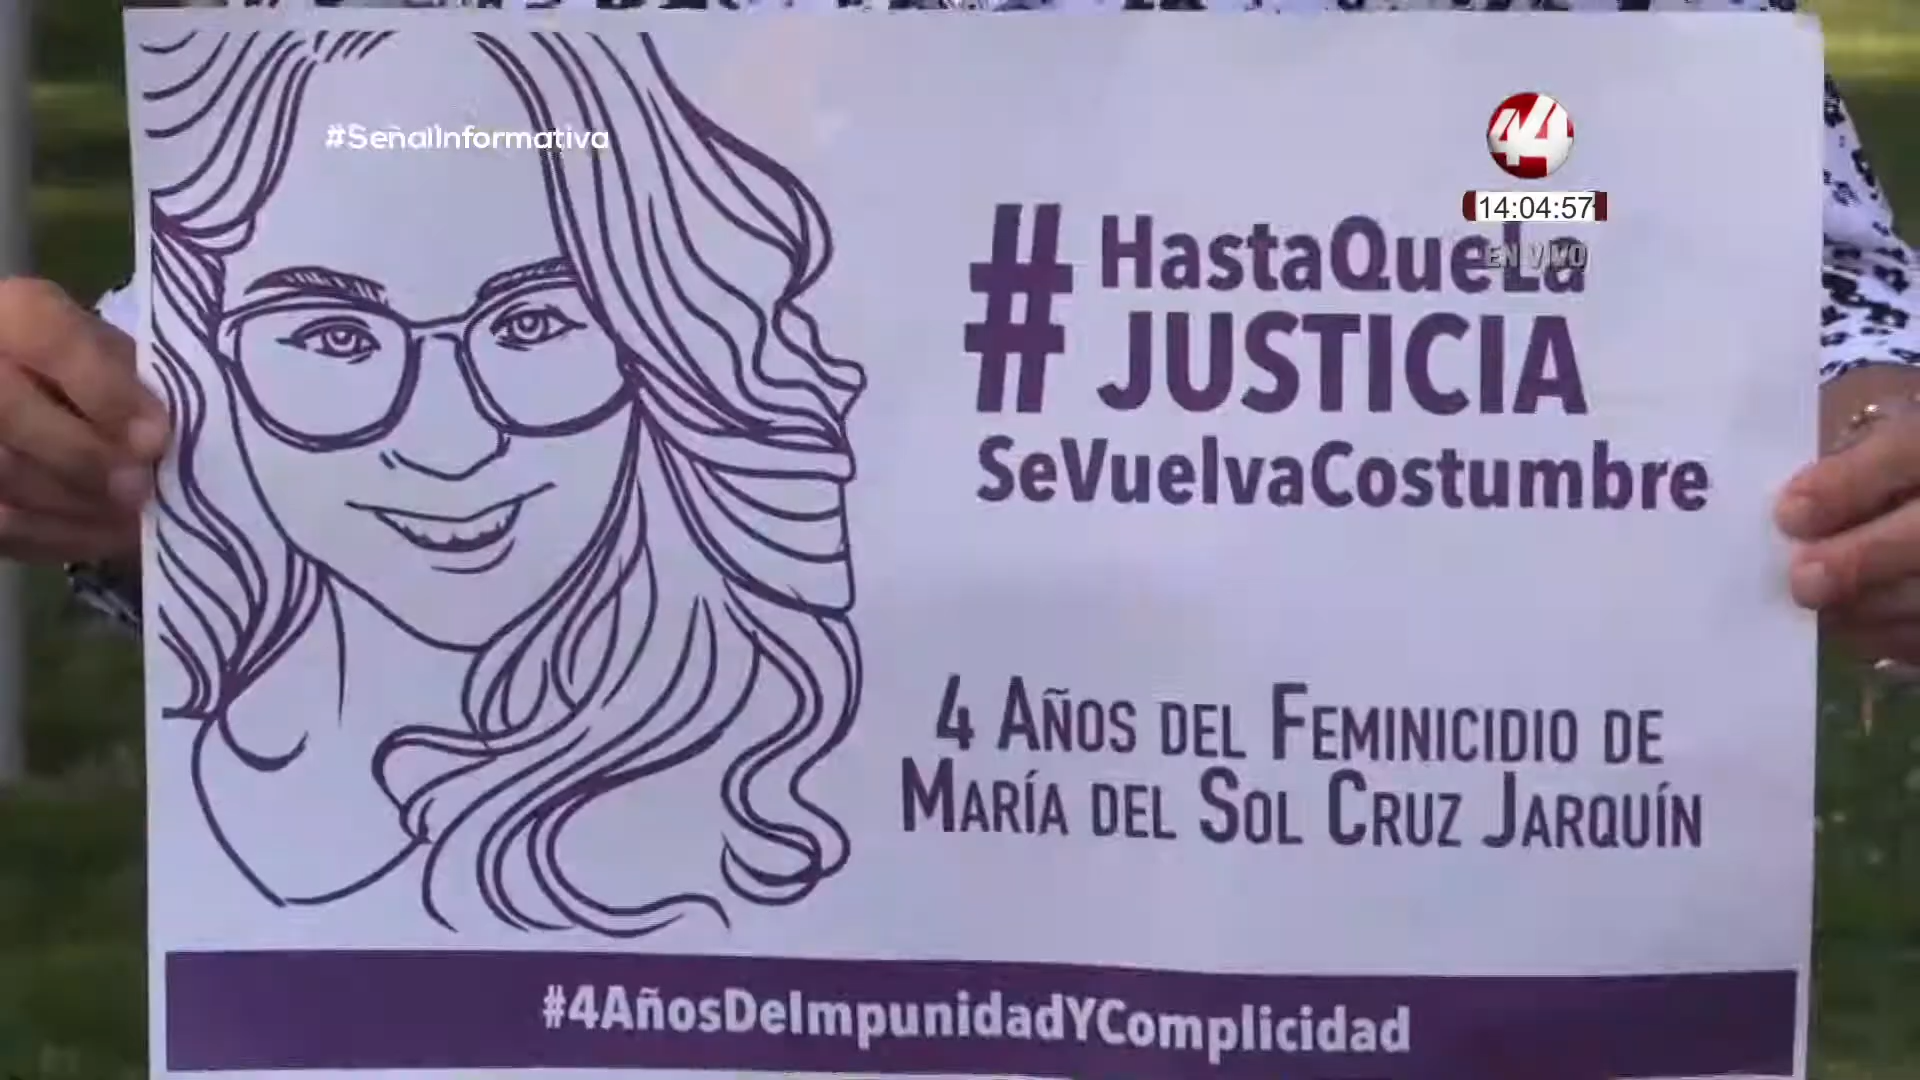 #SeñalInformativa
44
14:04:57
EN VIVO
#HastaQueLa
JUSTICIA
SeVuelvaCostumbre
4 AÑOS DEL FEMINICIDIO DE
MARÍA DEL SOL CRUZ JARQUÍN
#4AñosDeImpunidadYComplicidad